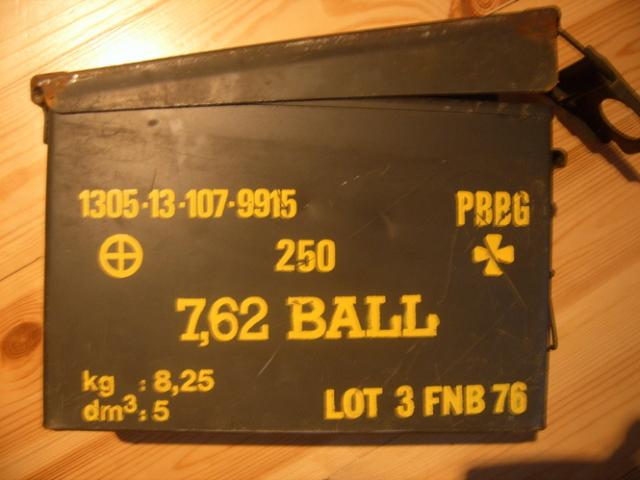 1305-13-107-9915 PBBG
250
7,62 BALL
kg : 8,25
dm³: 5
LOT 3 FNB 76